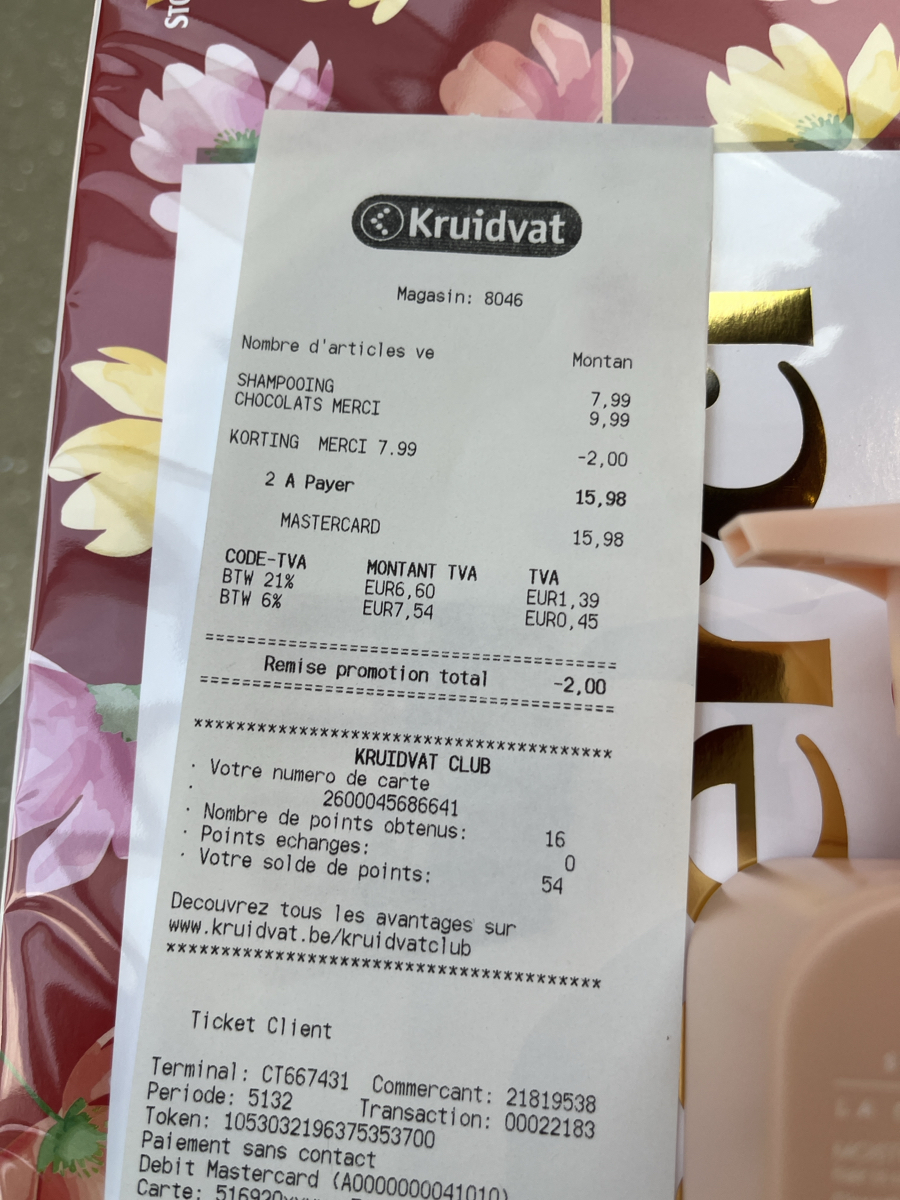 STO
Kruidvat
Magasin: 8046
Nombre d'articles ve Montan
SHAMPOOING 7,99
CHOCOLATS MERCI 9,99
KORTING MERCI 7.99 -2,00
2 A Payer 15,98
MASTERCARD 15,98
CODE-TVA MONTANT TVA TVA
BTW 21% EUR6,60 EUR1,39
BTW 6% EUR7,54 EUR0,45
=========================================
Remise promotion total -2,00
=========================================
****************************************
KRUIDVAT CLUB
· Votre numero de carte
· 2600045686641
· Nombre de points obtenus: 16
· Points echanges: 0
· Votre solde de points: 54
Decouvrez tous les avantages sur
www.kruidvat.be/kruidvatclub
****************************************
Ticket Client
Terminal: CT667431 Commercant: 21819538
Periode: 5132 Transaction: 00022183
Token: 1053032196375353700
Paiement sans contact
Debit Mastercard (A0000000041010)
Carte:
LA